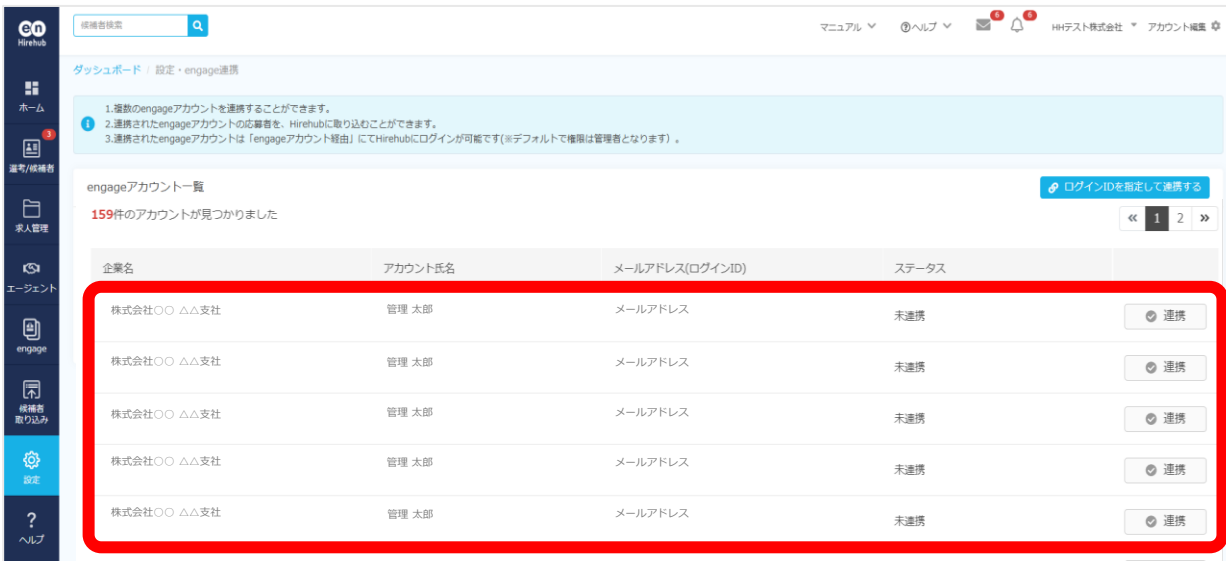 en
Hirehub
候補者検索
マニュアル
?ヘルプ
6
6
HHテスト株式会社
アカウント編集
ダッシュボード / 設定・engage連携
1.複数のengageアカウントを連携することができます。
2.連携されたengageアカウントの応募者を、Hirehubに取り込むことができます。
3.連携されたengageアカウントは「engageアカウント経由」にてHirehubにログインが可能です(※デフォルトで権限は管理者となります）。
ホーム
3
選考/候補者
求人管理
エージェント
engage
候補者
取り込み
設定
?
ヘルプ
engageアカウント一覧
ログインIDを指定して連携する
159件のアカウントが見つかりました
« 1 2 »
企業名 アカウント氏名 メールアドレス(ログインID) ステータス
株式会社○○ △△支社 管理 太郎 メールアドレス 未連携 連携
株式会社○○ △△支社 管理 太郎 メールアドレス 未連携 連携
株式会社○○ △△支社 管理 太郎 メールアドレス 未連携 連携
株式会社○○ △△支社 管理 太郎 メールアドレス 未連携 連携
株式会社○○ △△支社 管理 太郎 メールアドレス 未連携 連携